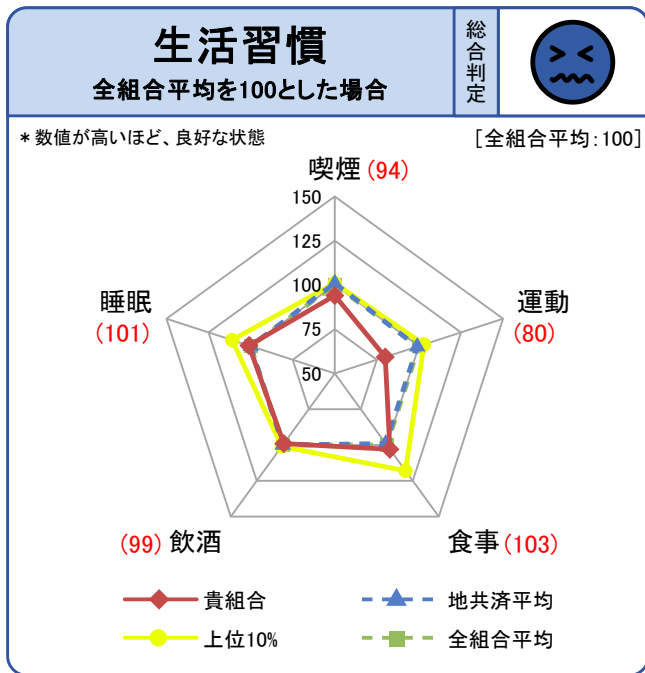 生活習慣
全組合平均を100とした場合
総合判定
*数値が高いほど、良好な状態
[全組合平均:100]
喫煙(94)
150
125
100
75
50
睡眠
(101)
運動
(80)
(99)飲酒
食事(103)
貴組合
地共済平均
上位10%
全組合平均